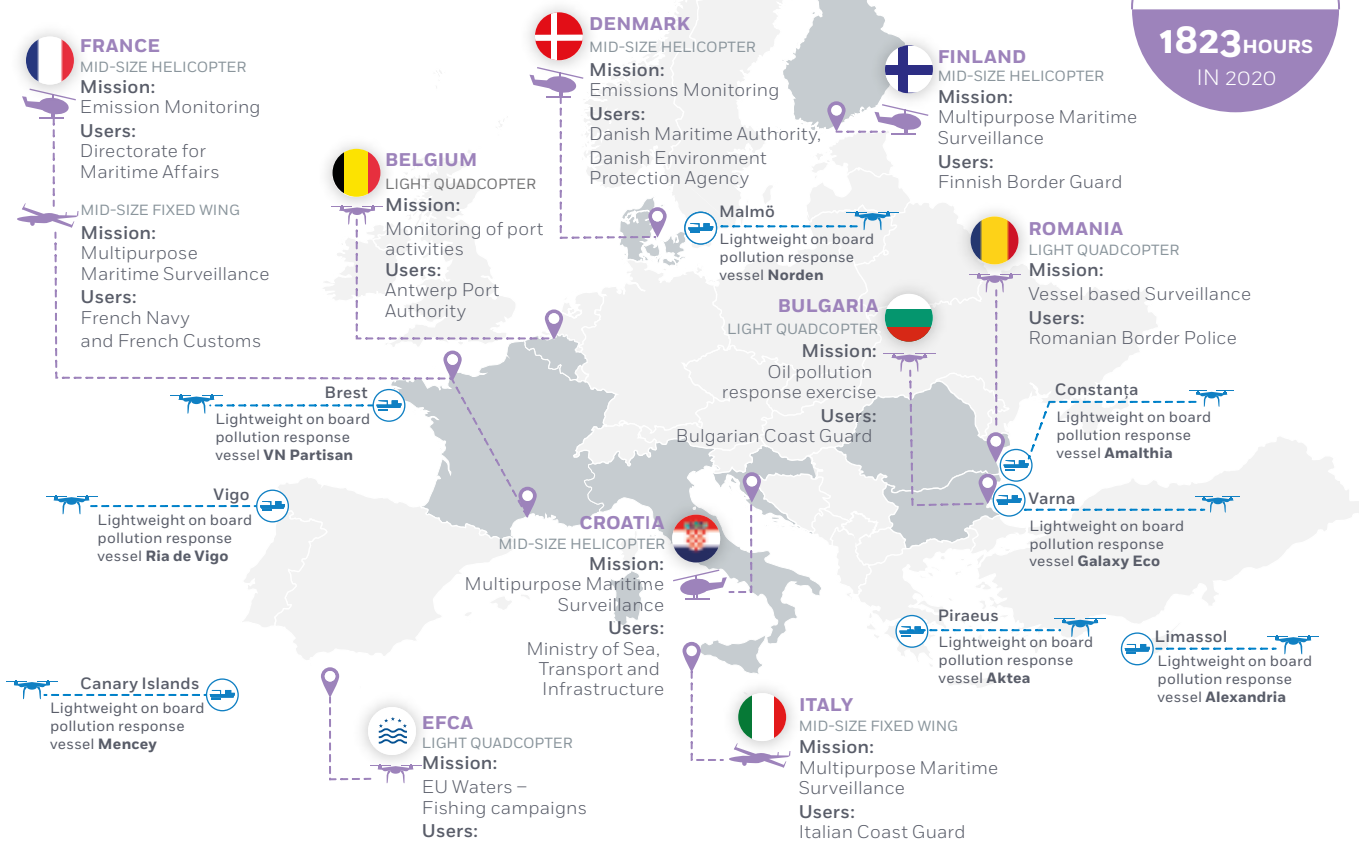 FRANCE
MID-SIZE HELICOPTER
Mission:
Emission Monitoring
Users:
Directorate for
Maritime Affairs
MID-SIZE FIXED WING
Mission:
Multipurpose
Maritime Surveillance
Users:
French Navy
and French Customs
BELGIUM
LIGHT QUADCOPTER
Mission:
Monitoring of port
activities
Users:
Antwerp Port
Authority
DENMARK
MID-SIZE HELICOPTER
Mission:
Emissions Monitoring
Users:
Danish Maritime Authority,
Danish Environment
Protection Agency
FINLAND
MID-SIZE HELICOPTER
Mission:
Multipurpose Maritime
Surveillance
Users:
Finnish Border Guard
1823HOURS
IN 2020
Malmö
Lightweight on board
pollution response
vessel Norden
ROMANIA
LIGHT QUADCOPTER
Mission:
Vessel based Surveillance
Users:
Romanian Border Police
BULGARIA
LIGHT QUADCOPTER
Mission:
Oil pollution
response exercise
Users:
Bulgarian Coast Guard
Brest
Lightweight on board
pollution response
vessel VN Partisan
Constanța
Lightweight on board
pollution response
vessel Amalthia
Vigo
Lightweight on board
pollution response
vessel Ria de Vigo
Varna
Lightweight on board
pollution response
vessel Galaxy Eco
CROATIA
MID-SIZE HELICOPTER
Mission:
Multipurpose Maritime
Surveillance
Users:
Ministry of Sea,
Transport and
Infrastructure
Piraeus
Lightweight on board
pollution response
vessel Aktea
Limassol
Lightweight on board
pollution response
vessel Alexandria
Canary Islands
Lightweight on board
pollution response
vessel Mencey
EFCA
LIGHT QUADCOPTER
Mission:
EU Waters –
Fishing campaigns
Users:
ITALY
MID-SIZE FIXED WING
Mission:
Multipurpose Maritime
Surveillance
Users:
Italian Coast Guard